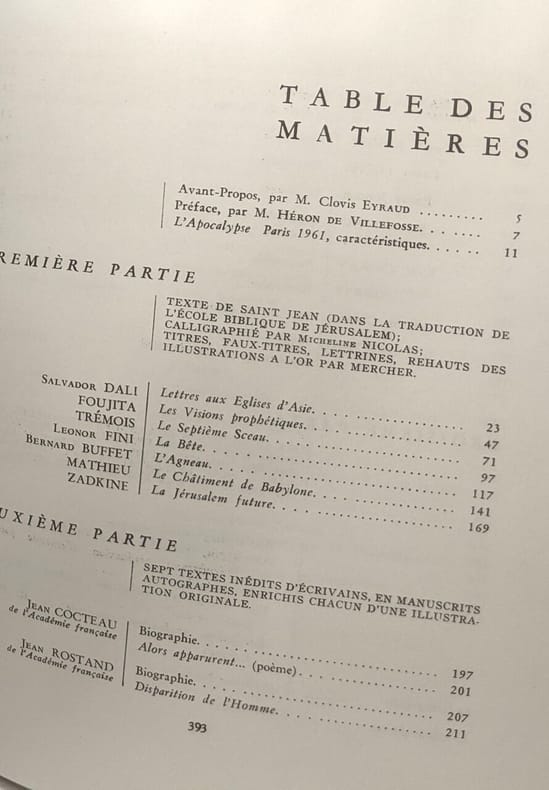 TABLE DES
MATIÈRES
Avant-Propos, par M. Clovis EYRAUD ......... 5
Préface, par M. HÉRON DE VILLEFOSSE. ....... 7
L'Apocalypse Paris 1961, caractéristiques. ...... 11
REMIÈRE PARTIE
TEXTE DE SAINT JEAN (DANS LA TRADUCTION DE
L'ÉCOLE BIBLIQUE DE JÉRUSALEM);
CALLIGRAPHIÉ PAR MICHELINE NICOLAS;
TITRES, FAUX-TITRES, LETTRINES, REHAUTS DES
ILLUSTRATIONS A L'OR PAR MERCHER.
SALVADOR DALI Lettres aux Eglises d'Asie. 23
FOUJITA Les Visions prophétiques. 47
TRÉMOIS Le Septième Sceau. 71
LEONOR FINI La Bête. 97
BERNARD BUFFET L'Agneau. 117
MATHIEU Le Châtiment de Babylone. 141
ZADKINE La Jérusalem future. 169
UXIÈME PARTIE
SEPT TEXTES INÉDITS D'ÉCRIVAINS, EN MANUSCRITS
AUTOGRAPHES, ENRICHIS CHACUN D'UNE ILLUSTRA-
TION ORIGINALE.
JEAN COCTEAU Biographie. 197
de l'Académie française Alors apparurent... (poème). 201
JEAN ROSTAND Biographie. 207
de l'Académie française Disparition de l'Homme. 211
393